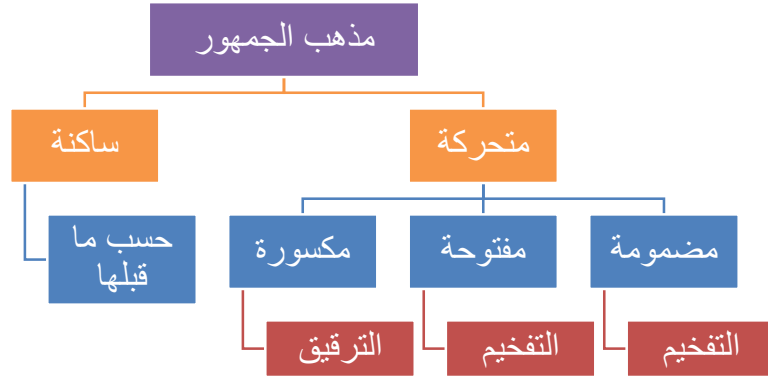 مذهب الجمهور
متحركة
ساكنة
مضمومة
مفتوحة
مكسورة
حسب ما
قبلها
التفخيم
التفخيم
الترقيق